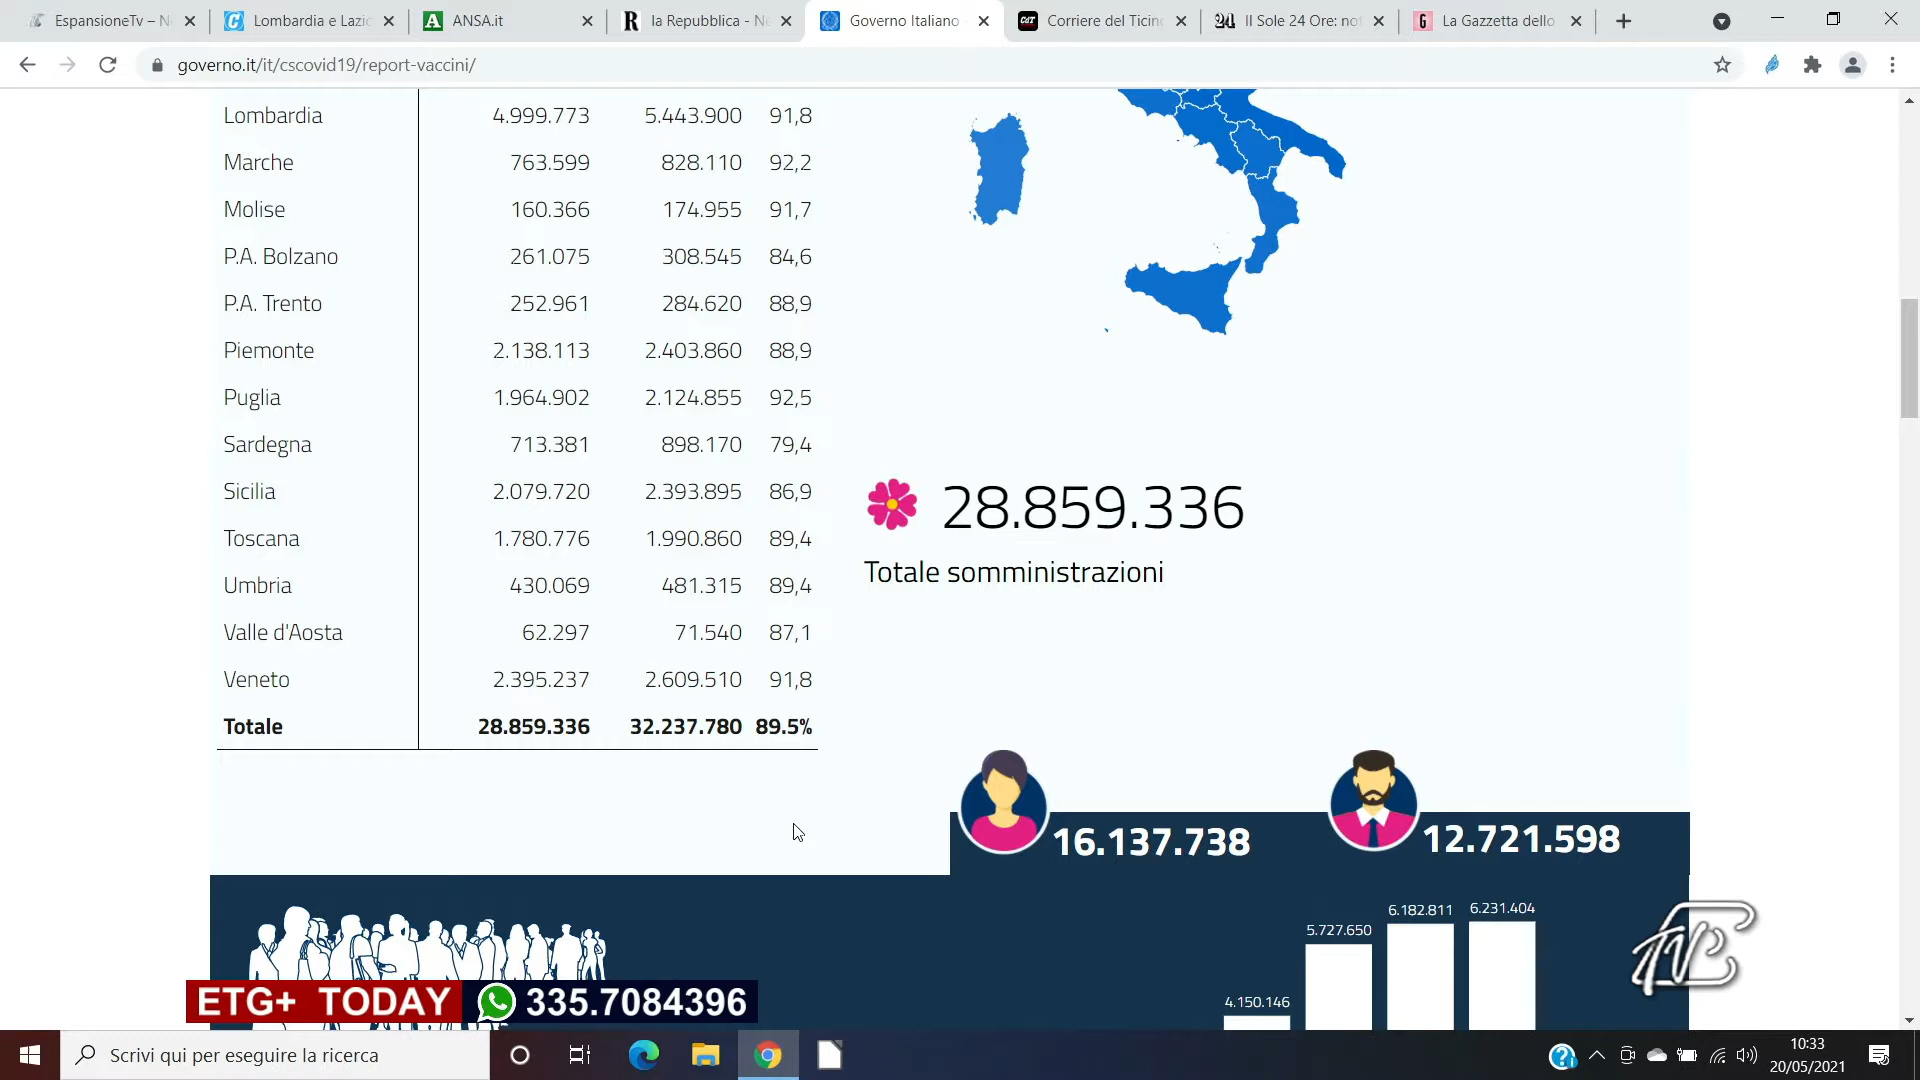 EspansioneTv – N
Lombardia e Lazio
ANSA.it
R la Repubblica - Ne
Governo Italiano -
CdT Corriere del Ticino
24 Il Sole 24 Ore: not
G La Gazzetta dello
governo.it/it/cscovid19/report-vaccini/
Lombardia 4.999.773 5.443.900 91,8
Marche 763.599 828.110 92,2
Molise 160.366 174.955 91,7
P.A. Bolzano 261.075 308.545 84,6
P.A. Trento 252.961 284.620 88,9
Piemonte 2.138.113 2.403.860 88,9
Puglia 1.964.902 2.124.855 92,5
Sardegna 713.381 898.170 79,4
Sicilia 2.079.720 2.393.895 86,9
Toscana 1.780.776 1.990.860 89,4
Umbria 430.069 481.315 89,4
Valle d'Aosta 62.297 71.540 87,1
Veneto 2.395.237 2.609.510 91,8
Totale 28.859.336 32.237.780 89.5%
28.859.336
Totale somministrazioni
16.137.738
12.721.598
4.150.146
5.727.650
6.182.811
6.231.404
ETG+ TODAY 335.7084396
Scrivi qui per eseguire la ricerca
10:33
20/05/2021